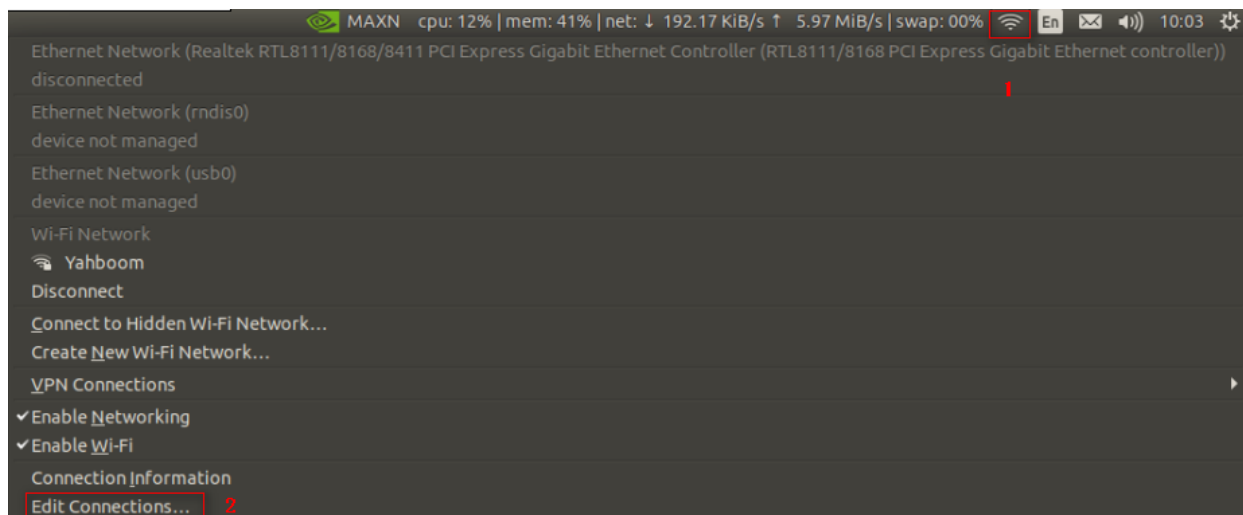 MAXN cpu: 12% | mem: 41% | net: ↓ 192.17 KiB/s ↑ 5.97 MiB/s | swap: 00% En 10:03
Ethernet Network (Realtek RTL8111/8168/8411 PCI Express Gigabit Ethernet Controller (RTL8111/8168 PCI Express Gigabit Ethernet controller))
disconnected
1
Ethernet Network (rndis0)
device not managed
Ethernet Network (usb0)
device not managed
Wi-Fi Network
Yahboom
Disconnect
Connect to Hidden Wi-Fi Network...
Create New Wi-Fi Network...
VPN Connections
Enable Networking
Enable Wi-Fi
Connection Information
Edit Connections... 2